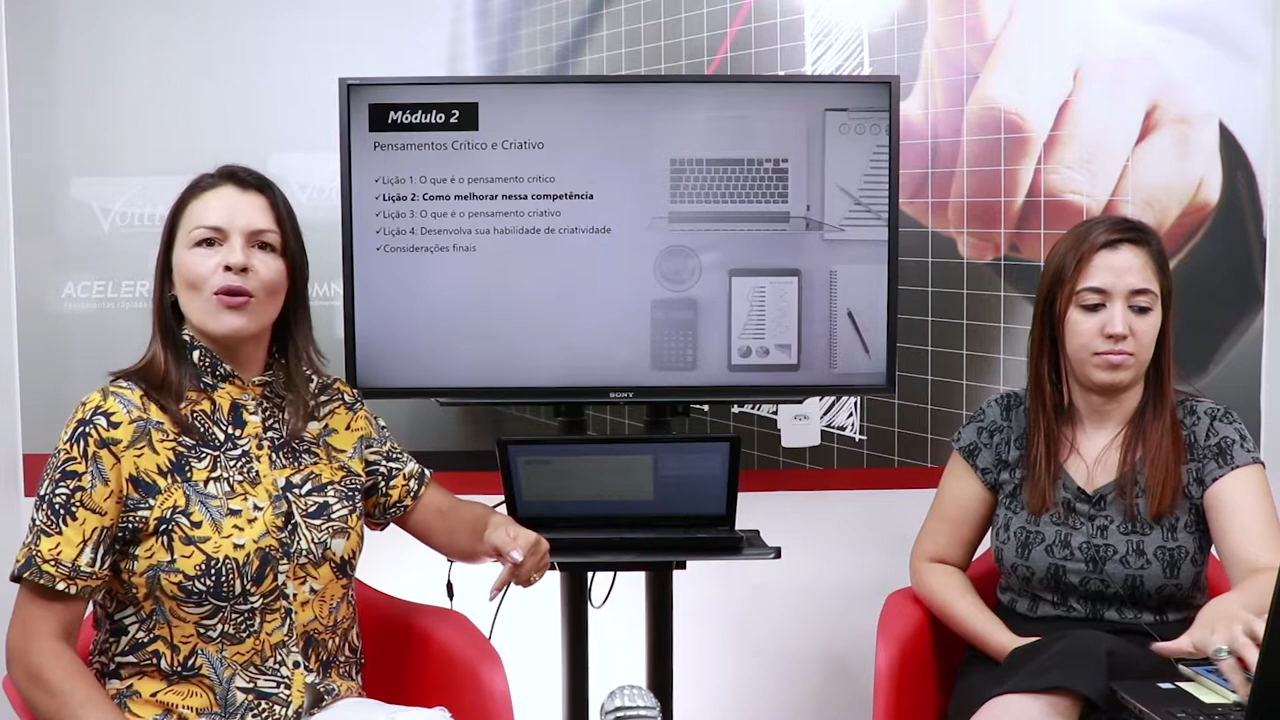 Módulo 2
Pensamentos Crítico e Criativo
✓Lição 1: O que é o pensamento crítico
✓Lição 2: Como melhorar nessa competência
✓Lição 3: O que é o pensamento criativo
✓Lição 4: Desenvolva sua habilidade de criatividade
✓Considerações finais
SONY